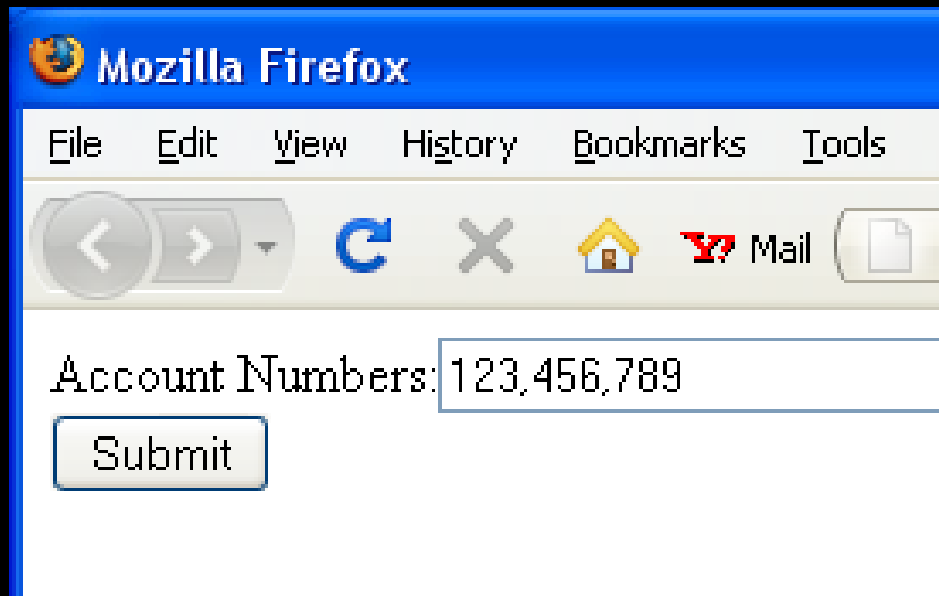 Mozilla Firefox
File Edit View History Bookmarks Tools
Y! Mail
Account Numbers: 123,456,789
Submit